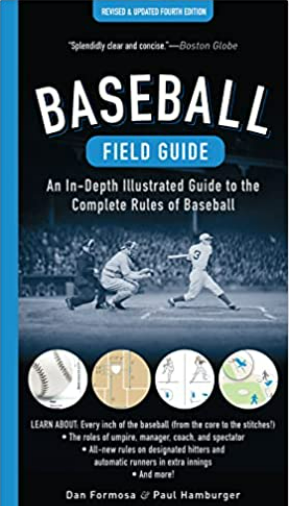 REVISED & UPDATED FOURTH EDITION
"Splendidly clear and concise."—Boston Globe
BASEBALL
FIELD GUIDE
An In-Depth Illustrated Guide to the
Complete Rules of Baseball
3
LEARN ABOUT: Every inch of the baseball (from the core to the stitches!)
• The roles of umpire, manager, coach, and spectator
• All-new rules on designated hitters and
automatic runners in extra innings
• And more!
Dan Formosa & Paul Hamburger